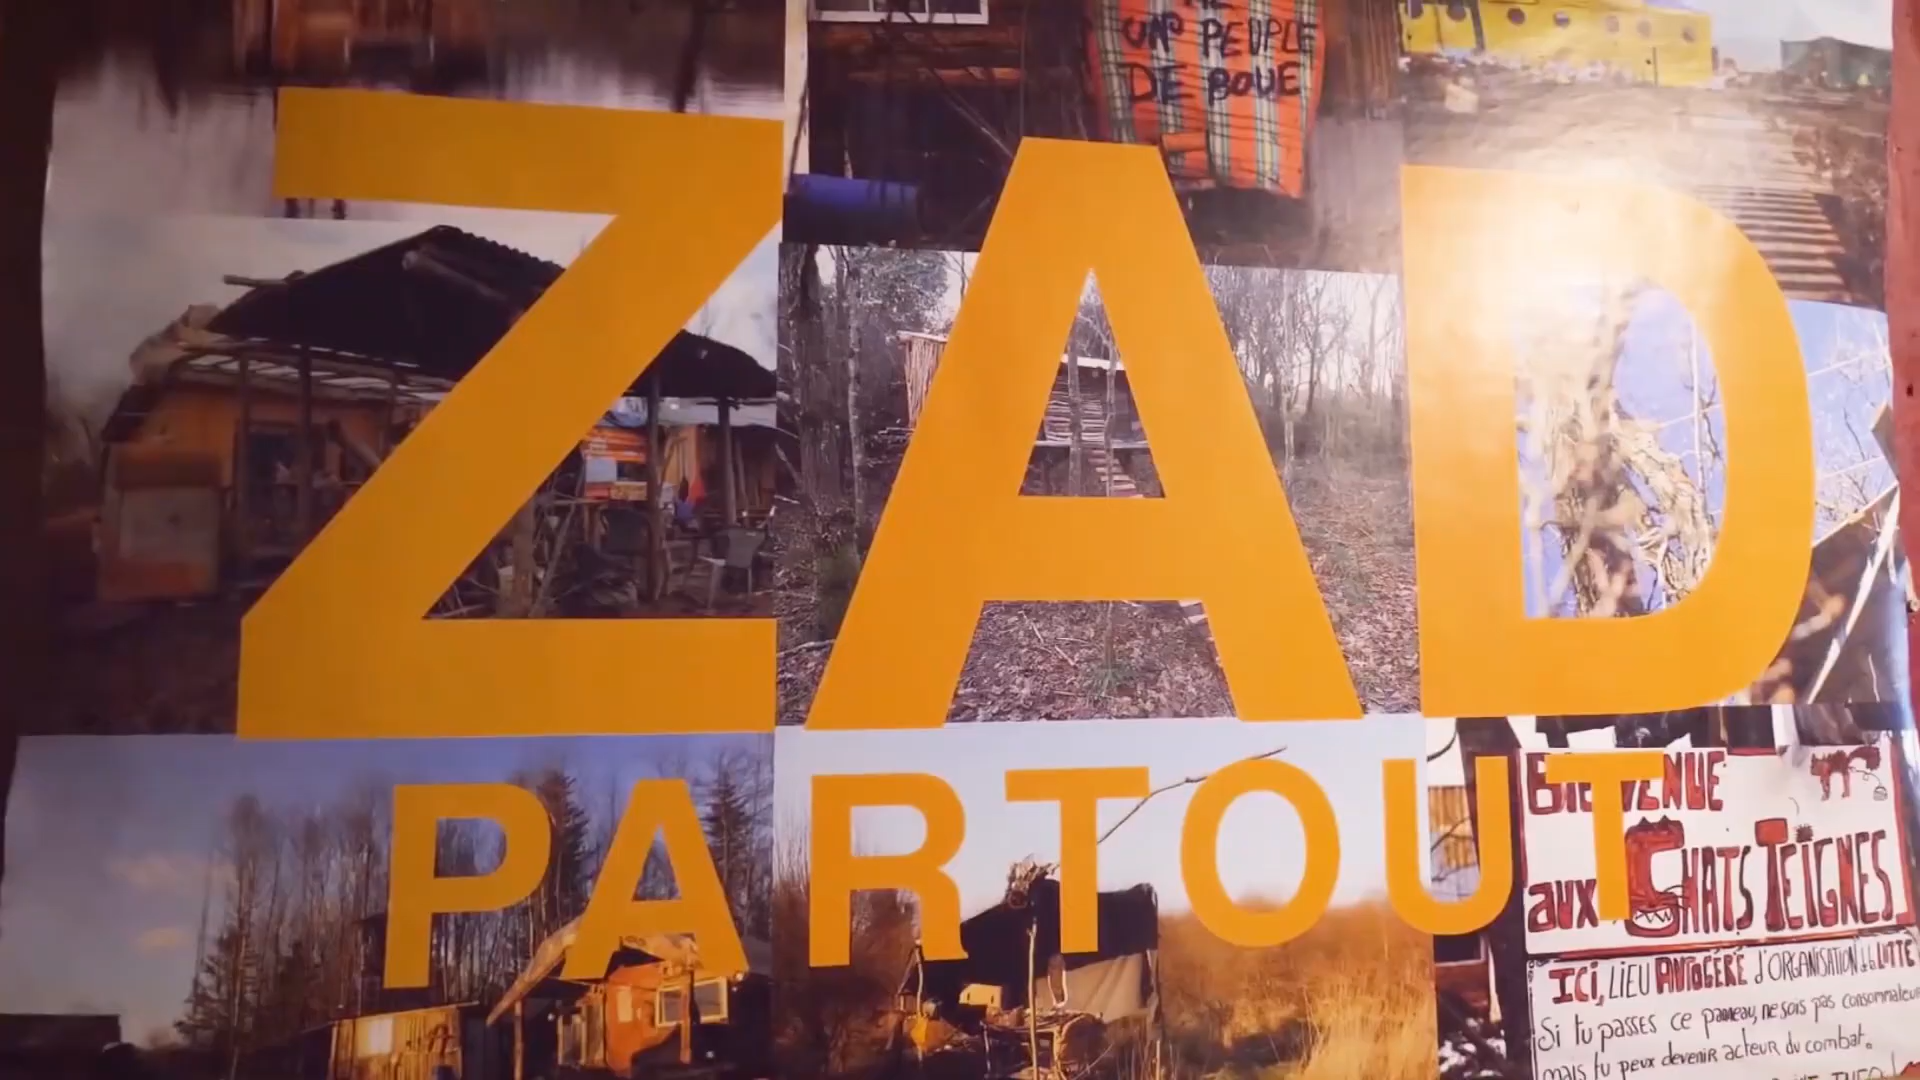 UN PEUPLE
DE BOUE
ZAD
PARTOUT
BIENVENUE
aux CHATS TEIGNES
ICI, LIEU AUTOGÉRÉ d'ORGANISATION de la LUTTE
Si tu passes ce panneau, ne sois pas consommateur
mais tu peux devenir acteur du combat.